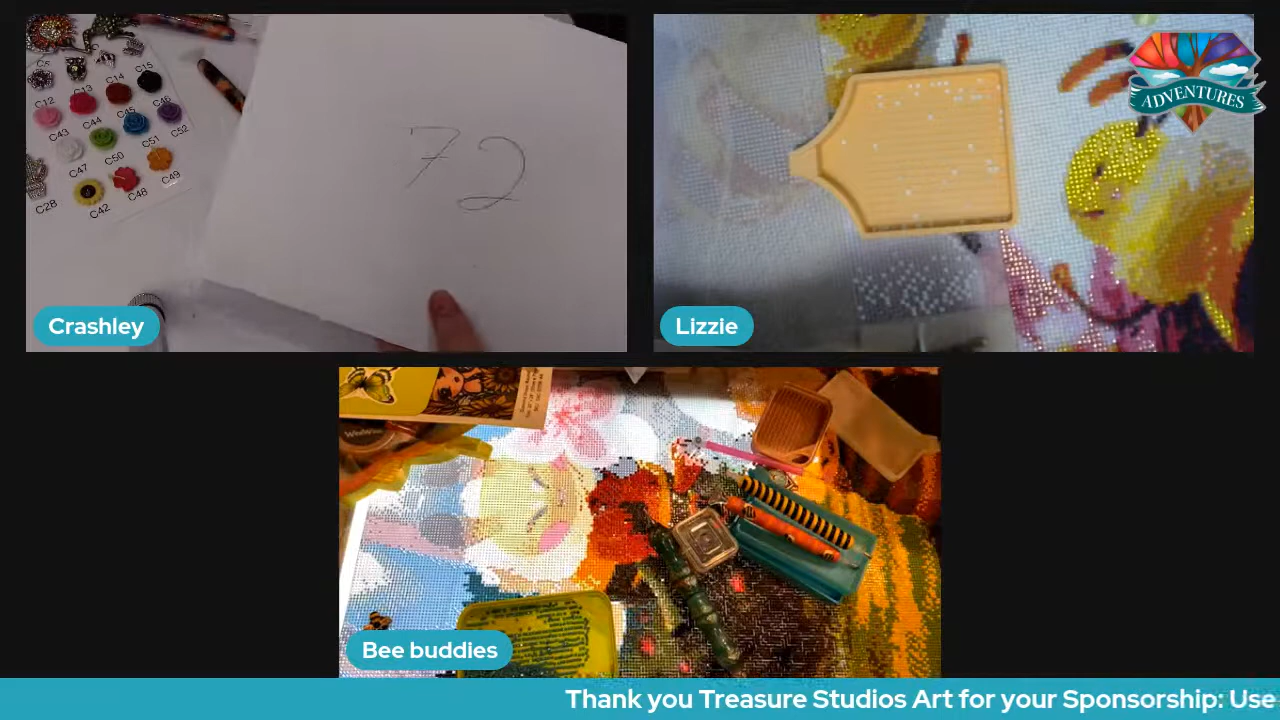 C15
C14
C13
C12
C46
C45
C44
C43
C52
C51
C50
C47
C49
C48
C42
C28
72
ADVENTURES
Crashley
Lizzie
Bee buddies
Thank you Treasure Studios Art for your Sponsorship: Use